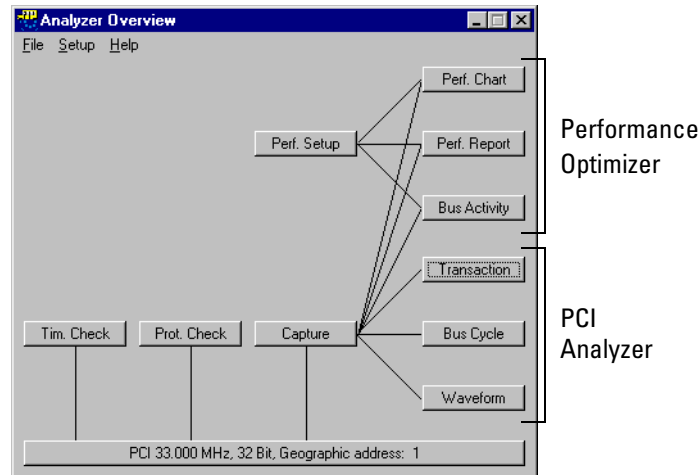 Analyzer Overview
File Setup Help
Perf. Chart
Perf. Setup
Perf. Report
Bus Activity
Performance
Optimizer
Transaction
Tim. Check
Prot. Check
Capture
Bus Cycle
Waveform
PCI
Analyzer
PCI 33.000 MHz, 32 Bit, Geographic address: 1